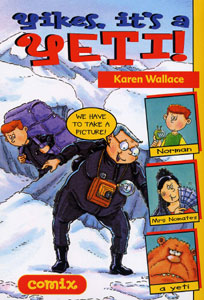 Yikes, it's a
YETI!
Karen Wallace
WE HAVE
TO TAKE
A
PICTURE!
Norman
Mrs Nomates
a yeti
comix